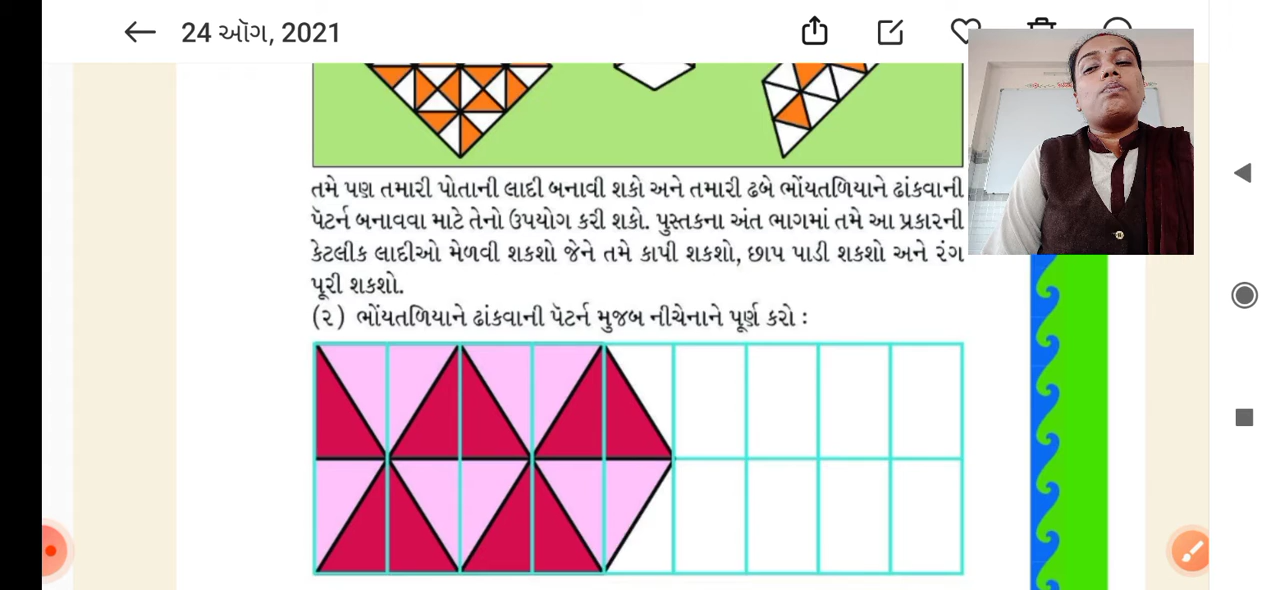 24 ઑગ, 2021
તમે પણ તમારી પોતાની લાદી બનાવી શકો અને તમારી ઢબે ભોંયતળિયાને ઢાંકવાની
પૅટર્ન બનાવવા માટે તેનો ઉપયોગ કરી શકો. પુસ્તકના અંત ભાગમાં તમે આ પ્રકારની
કેટલીક લાદીઓ મેળવી શકશો જેને તમે કાપી શકશો, છાપ પાડી શકશો અને રંગ
પૂરી શકશો.
(૨) ભોંયતળિયાને ઢાંકવાની પૅટર્ન મુજબ નીચેનાને પૂર્ણ કરો :